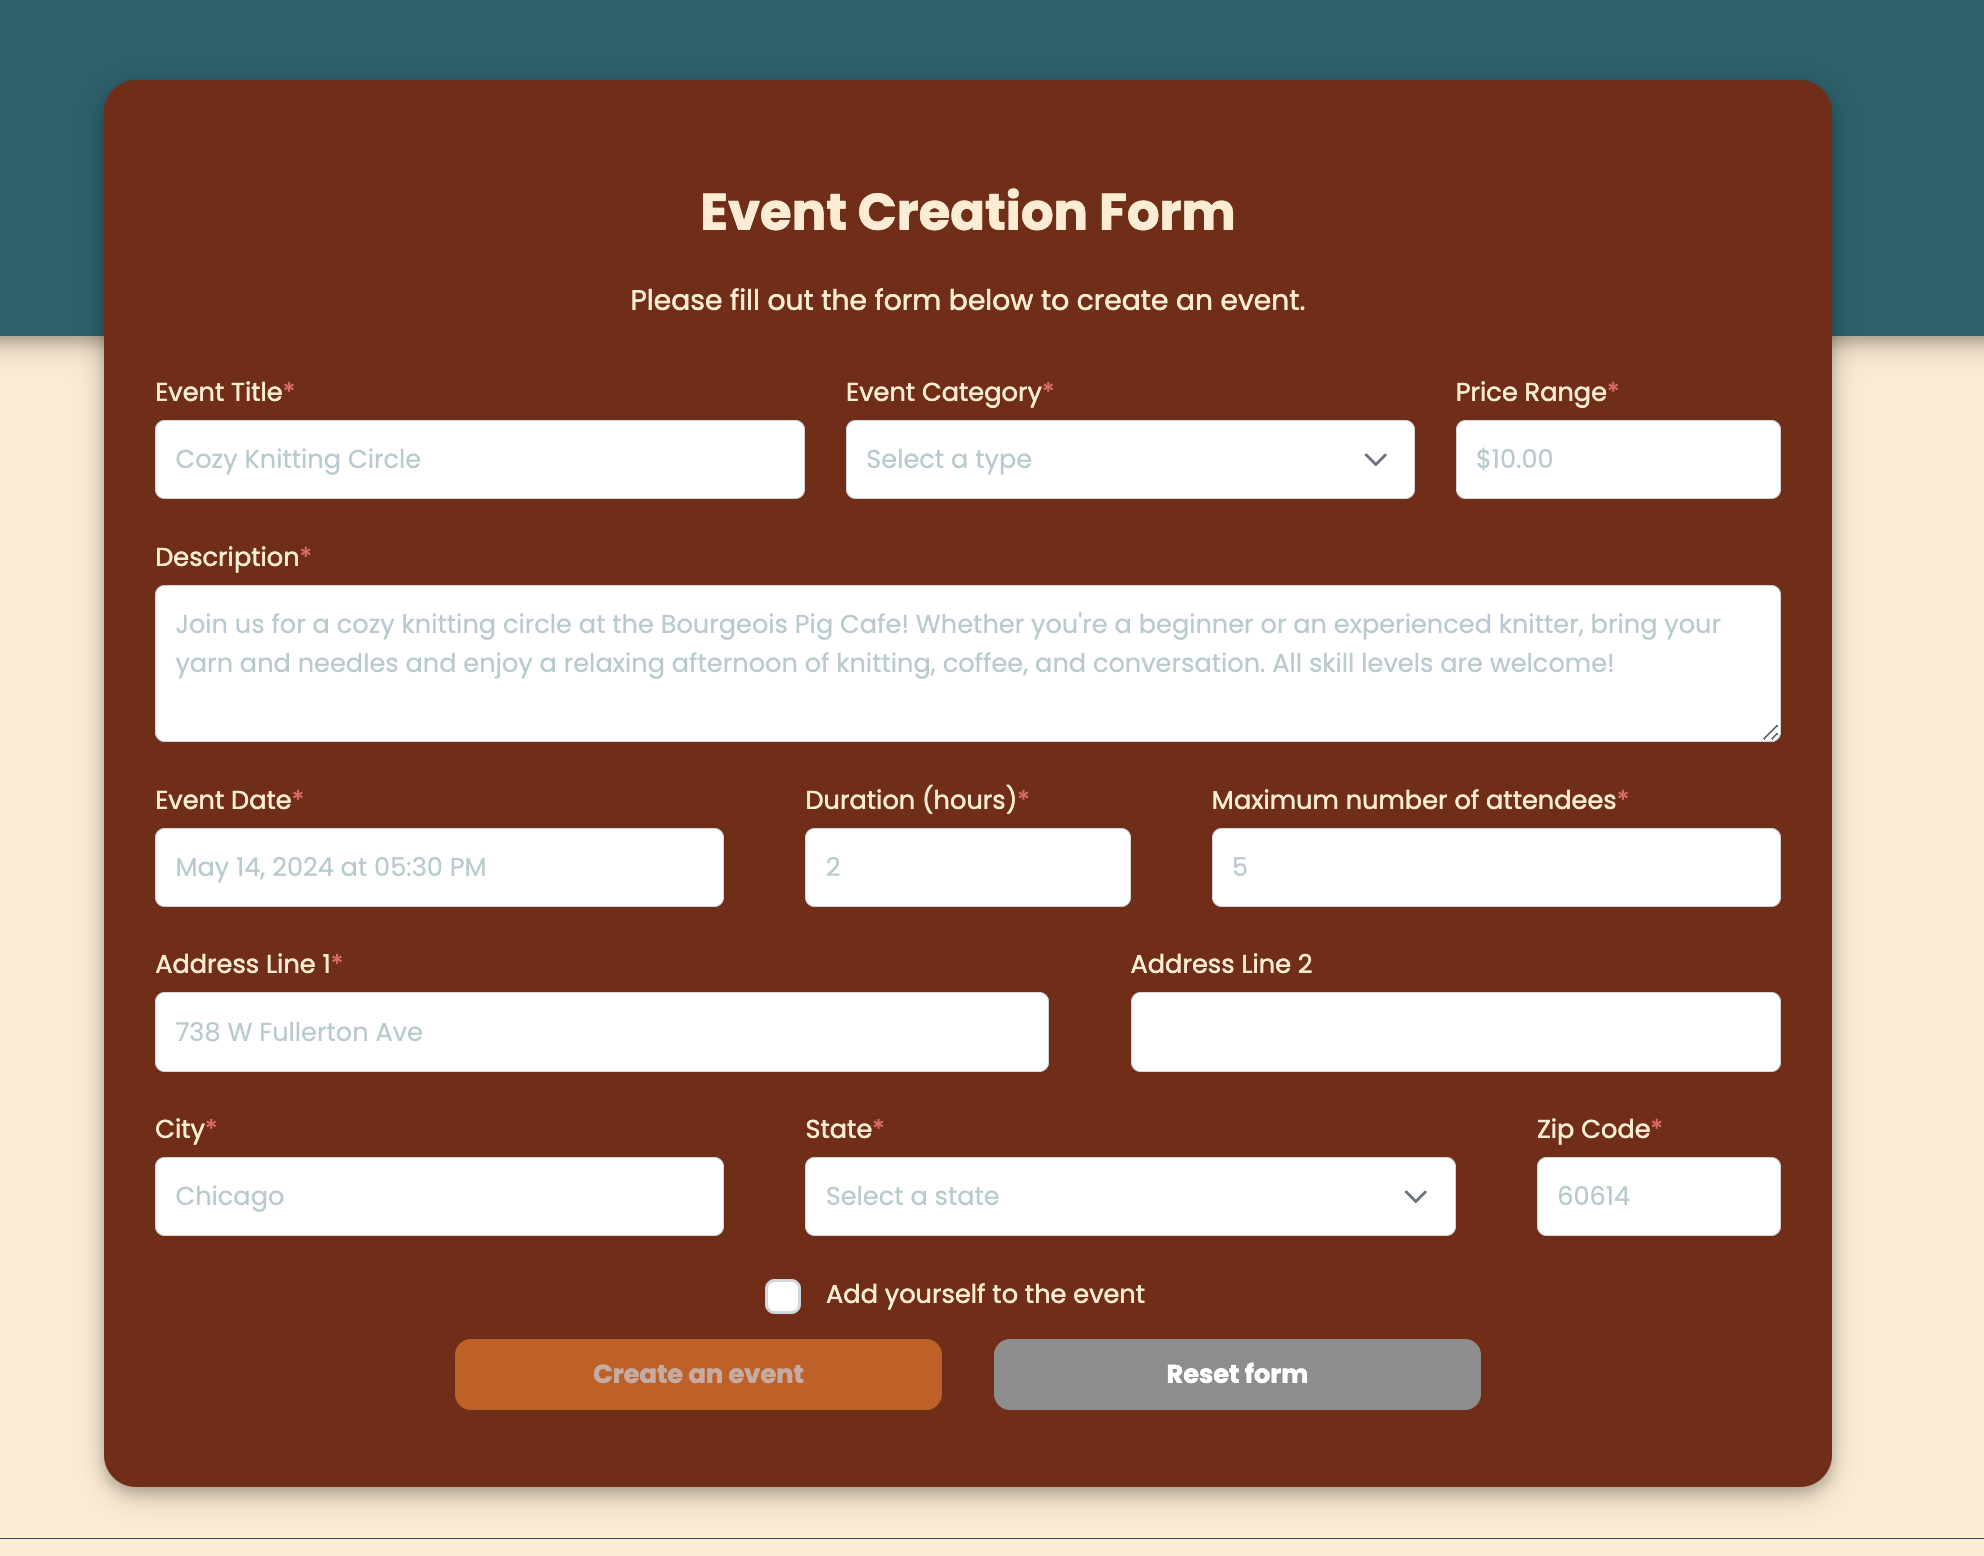 Event Creation Form
Please fill out the form below to create an event.
Event Title* Event Category* Price Range*
Cozy Knitting Circle Select a type $10.00
Description*
Join us for a cozy knitting circle at the Bourgeois Pig Cafe! Whether you're a beginner or an experienced knitter, bring your
yarn and needles and enjoy a relaxing afternoon of knitting, coffee, and conversation. All skill levels are welcome!
Event Date* Duration (hours)* Maximum number of attendees*
May 14, 2024 at 05:30 PM 2 5
Address Line 1* Address Line 2
738 W Fullerton Ave
City* State* Zip Code*
Chicago Select a state 60614
Add yourself to the event
Create an event Reset form